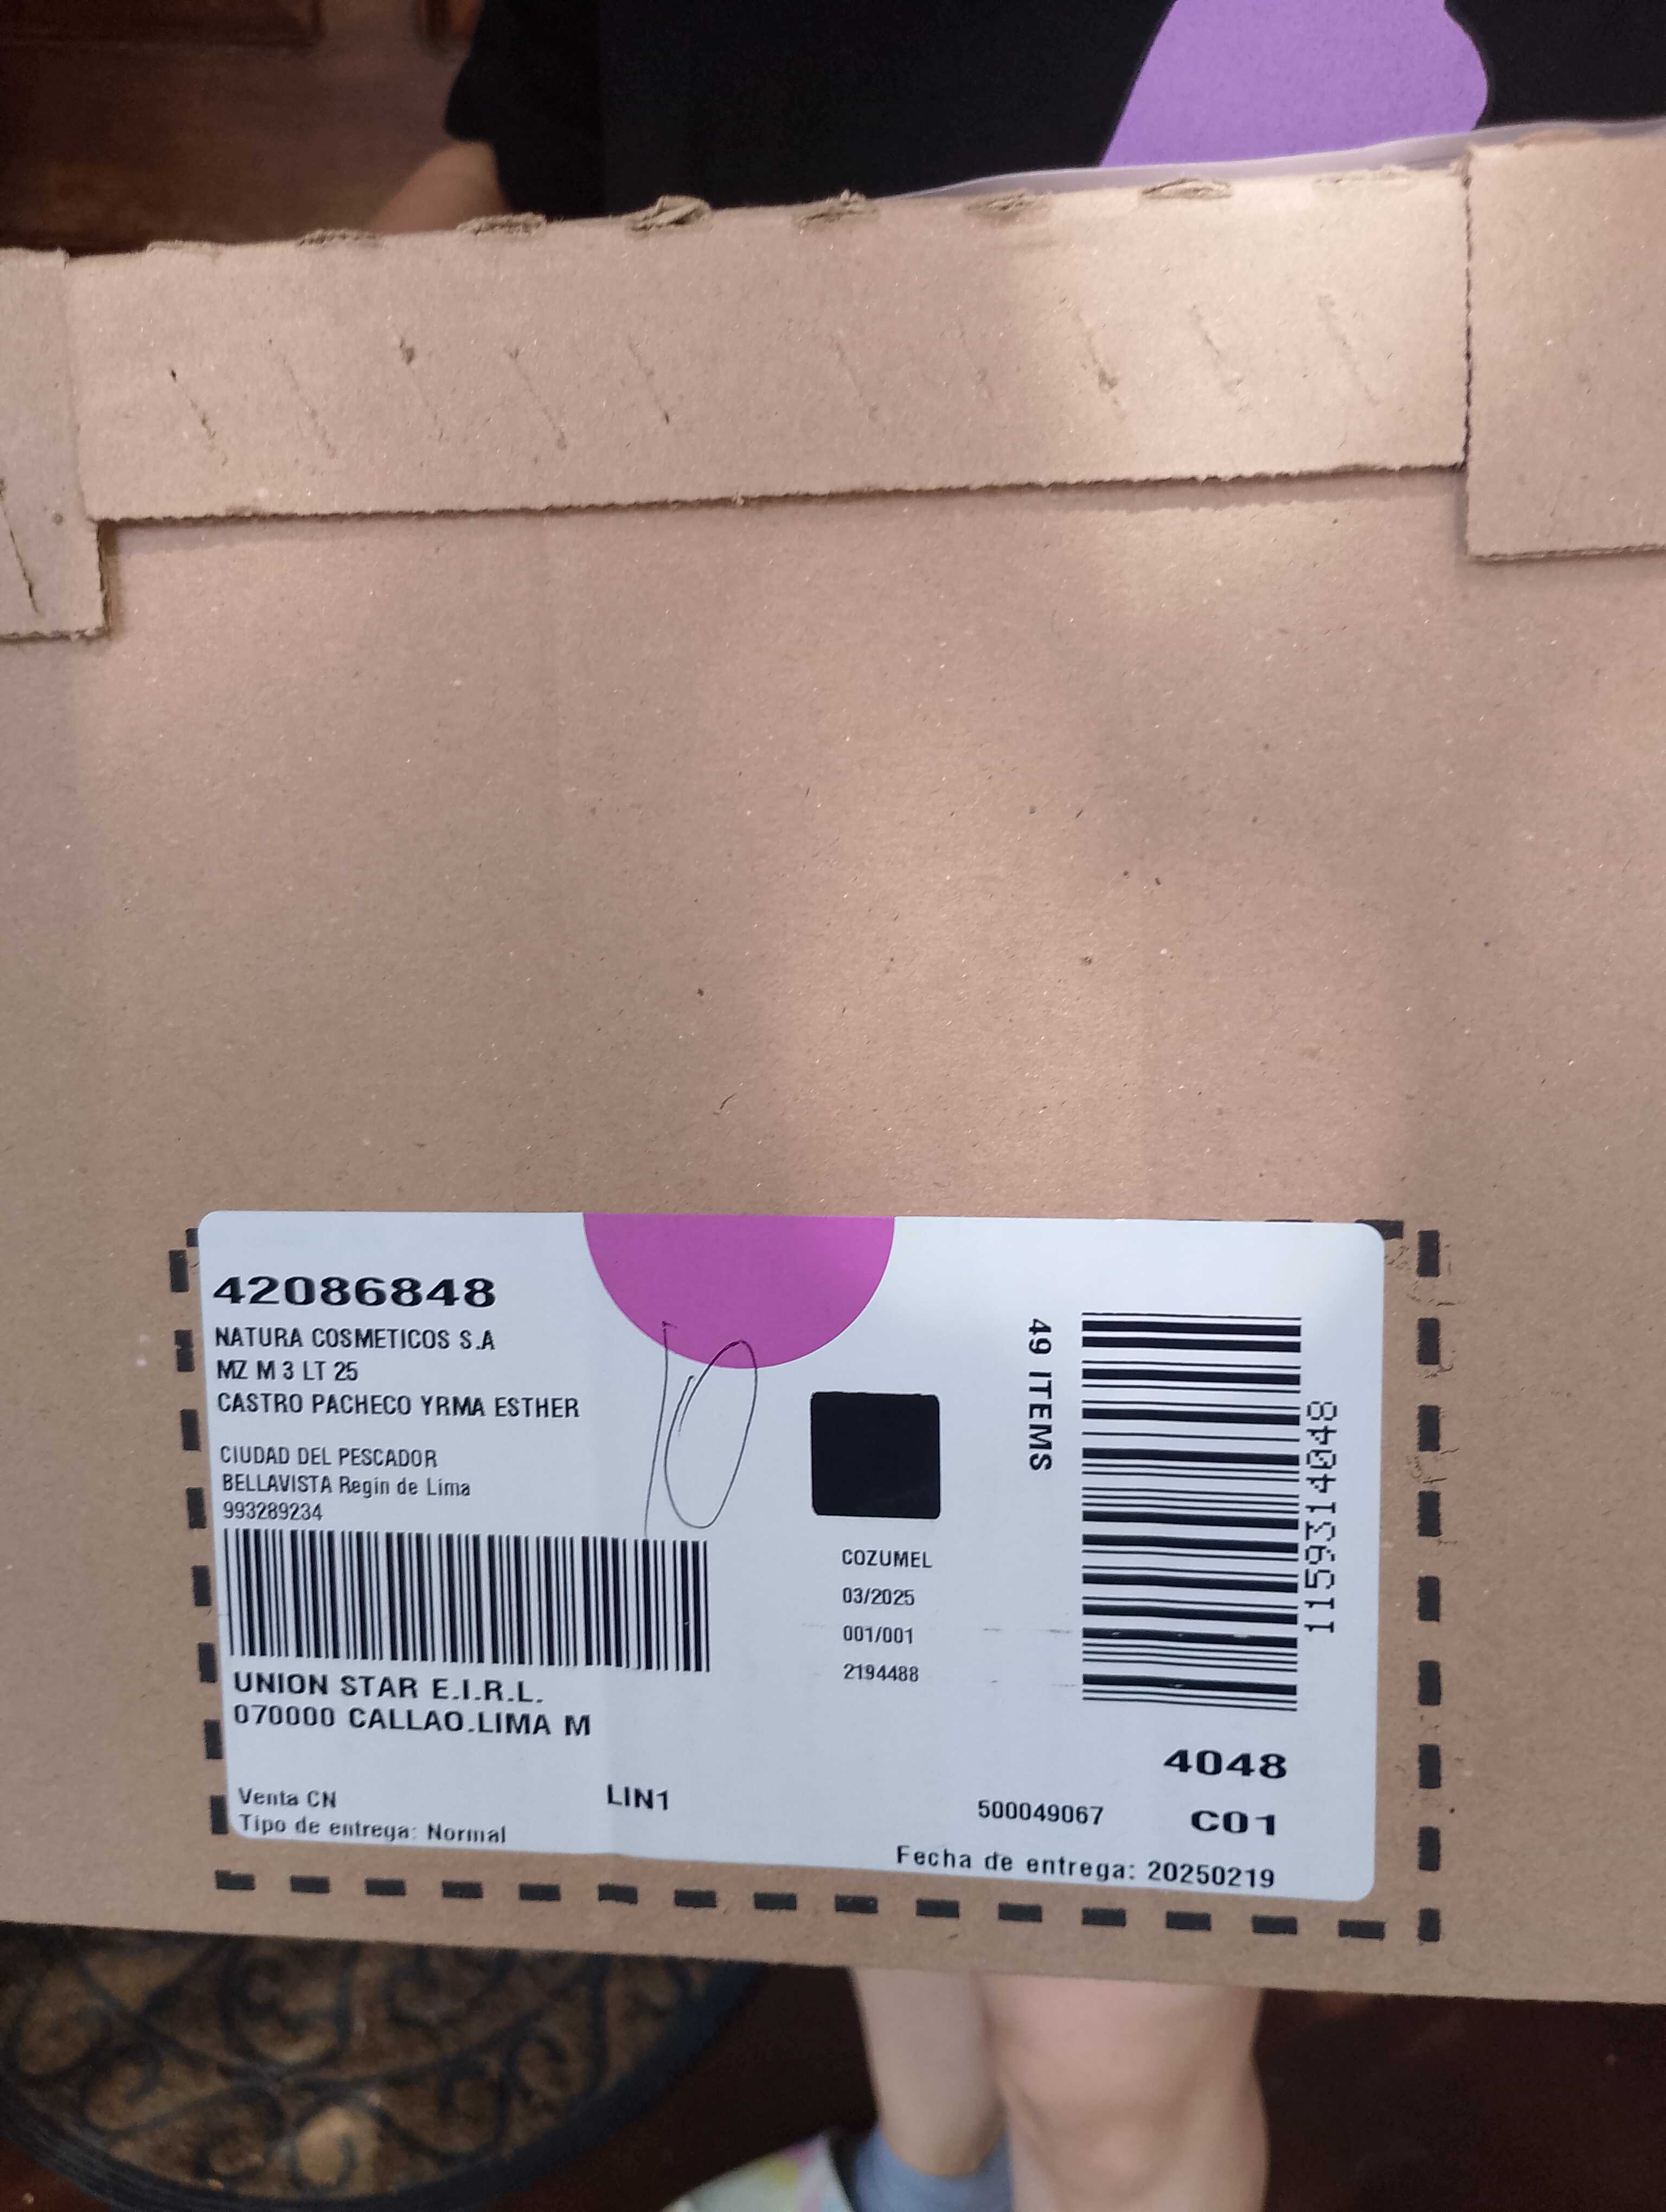 42086848
NATURA COSMETICOS S.A
MZ M 3 LT 25
CASTRO PACHECO YRMA ESTHER
CIUDAD DEL PESCADOR
BELLAVISTA Regin de Lima
993289234
UNION STAR E.I.R.L.
070000 CALLAO.LIMA M
Venta CN
LIN1
Tipo de entrega: Normal
10
COZUMEL
03/2025
001/001
2194488
49 ITEMS
1159314048
4048
500049067
C01
Fecha de entrega: 20250219